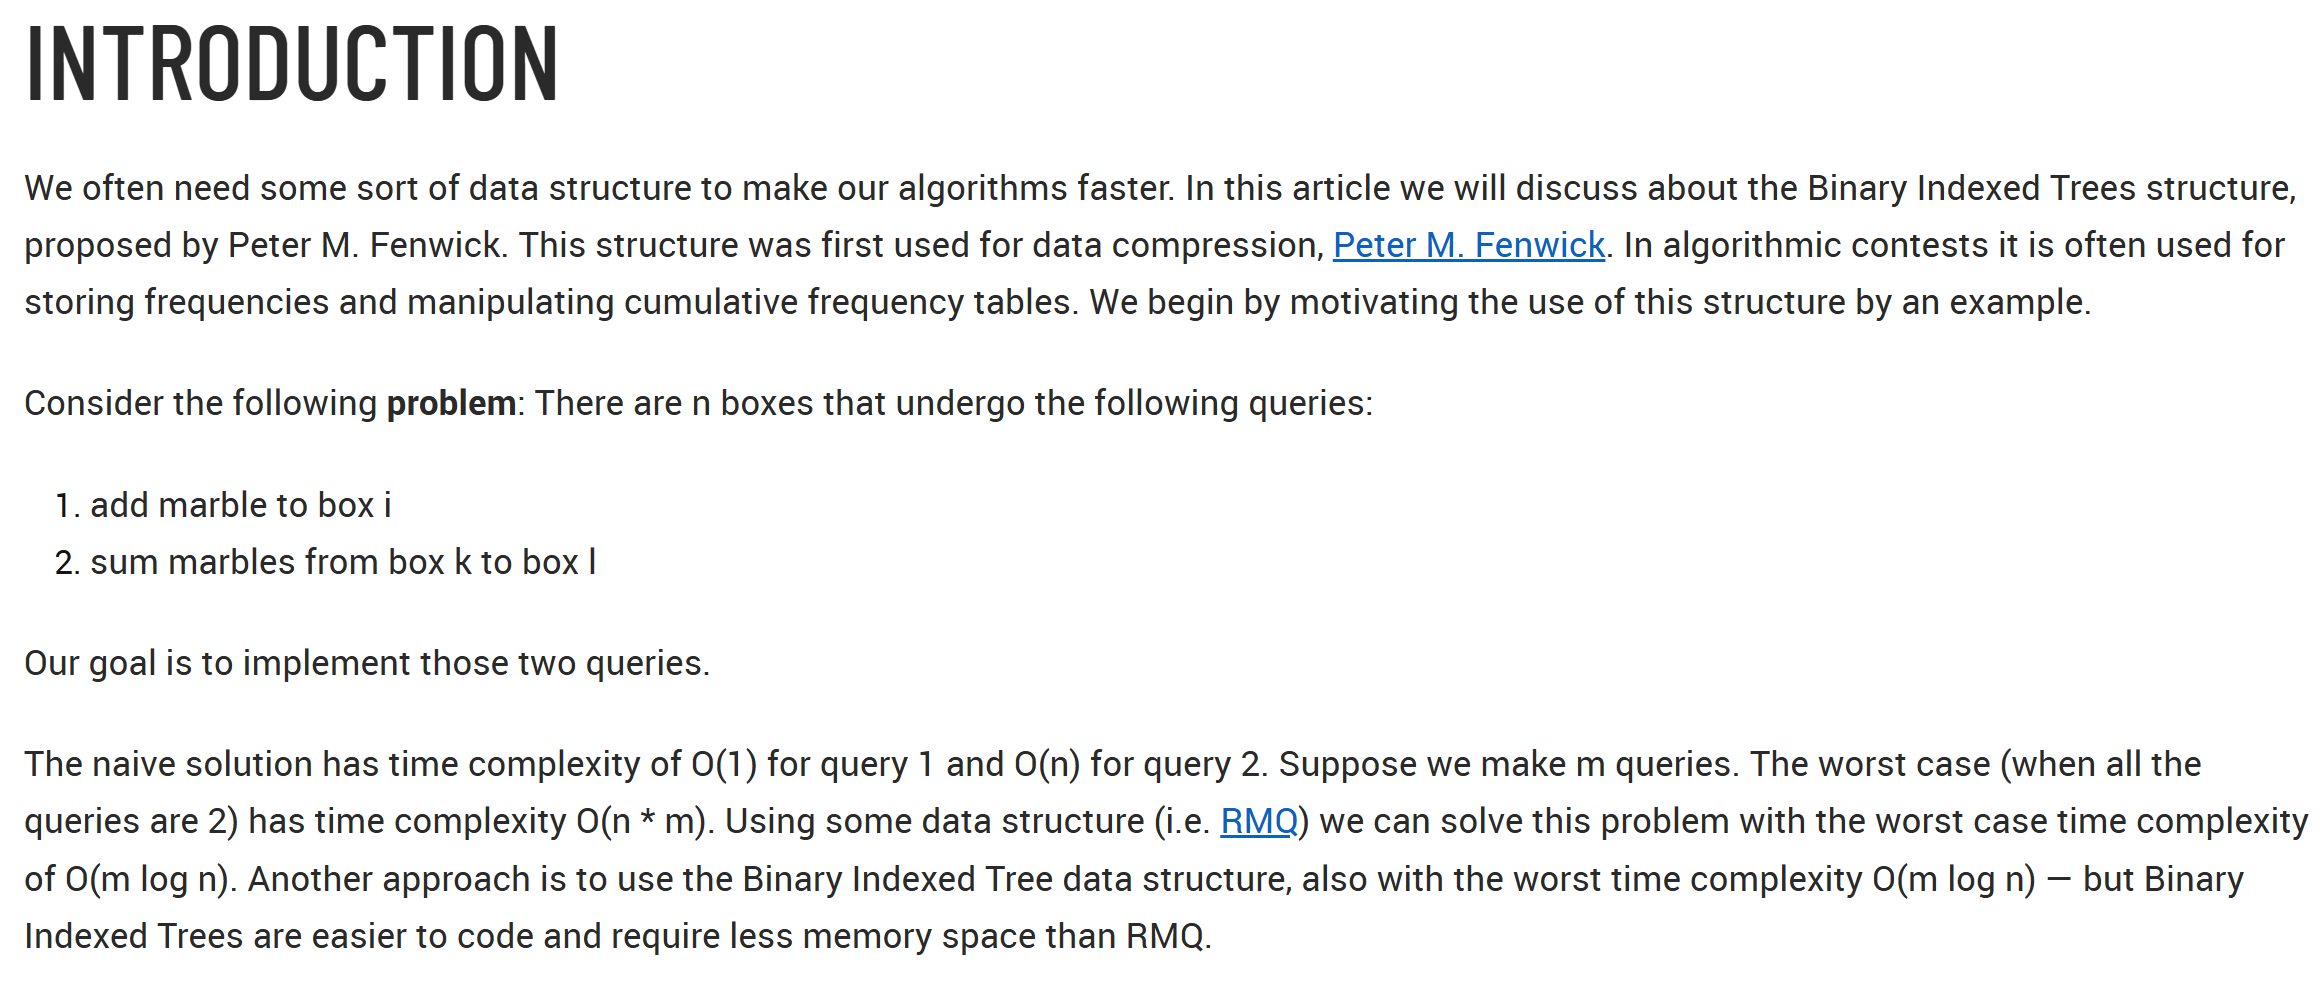 INTRODUCTION
We often need some sort of data structure to make our algorithms faster. In this article we will discuss about the Binary Indexed Trees structure,
proposed by Peter M. Fenwick. This structure was first used for data compression, Peter M. Fenwick. In algorithmic contests it is often used for
storing frequencies and manipulating cumulative frequency tables. We begin by motivating the use of this structure by an example.
Consider the following problem: There are n boxes that undergo the following queries:
1. add marble to box i
2. sum marbles from box k to box l
Our goal is to implement those two queries.
The naive solution has time complexity of O(1) for query 1 and O(n) for query 2. Suppose we make m queries. The worst case (when all the
queries are 2) has time complexity O(n * m). Using some data structure (i.e. RMQ) we can solve this problem with the worst case time complexity
of O(m log n). Another approach is to use the Binary Indexed Tree data structure, also with the worst time complexity O(m log n) — but Binary
Indexed Trees are easier to code and require less memory space than RMQ.